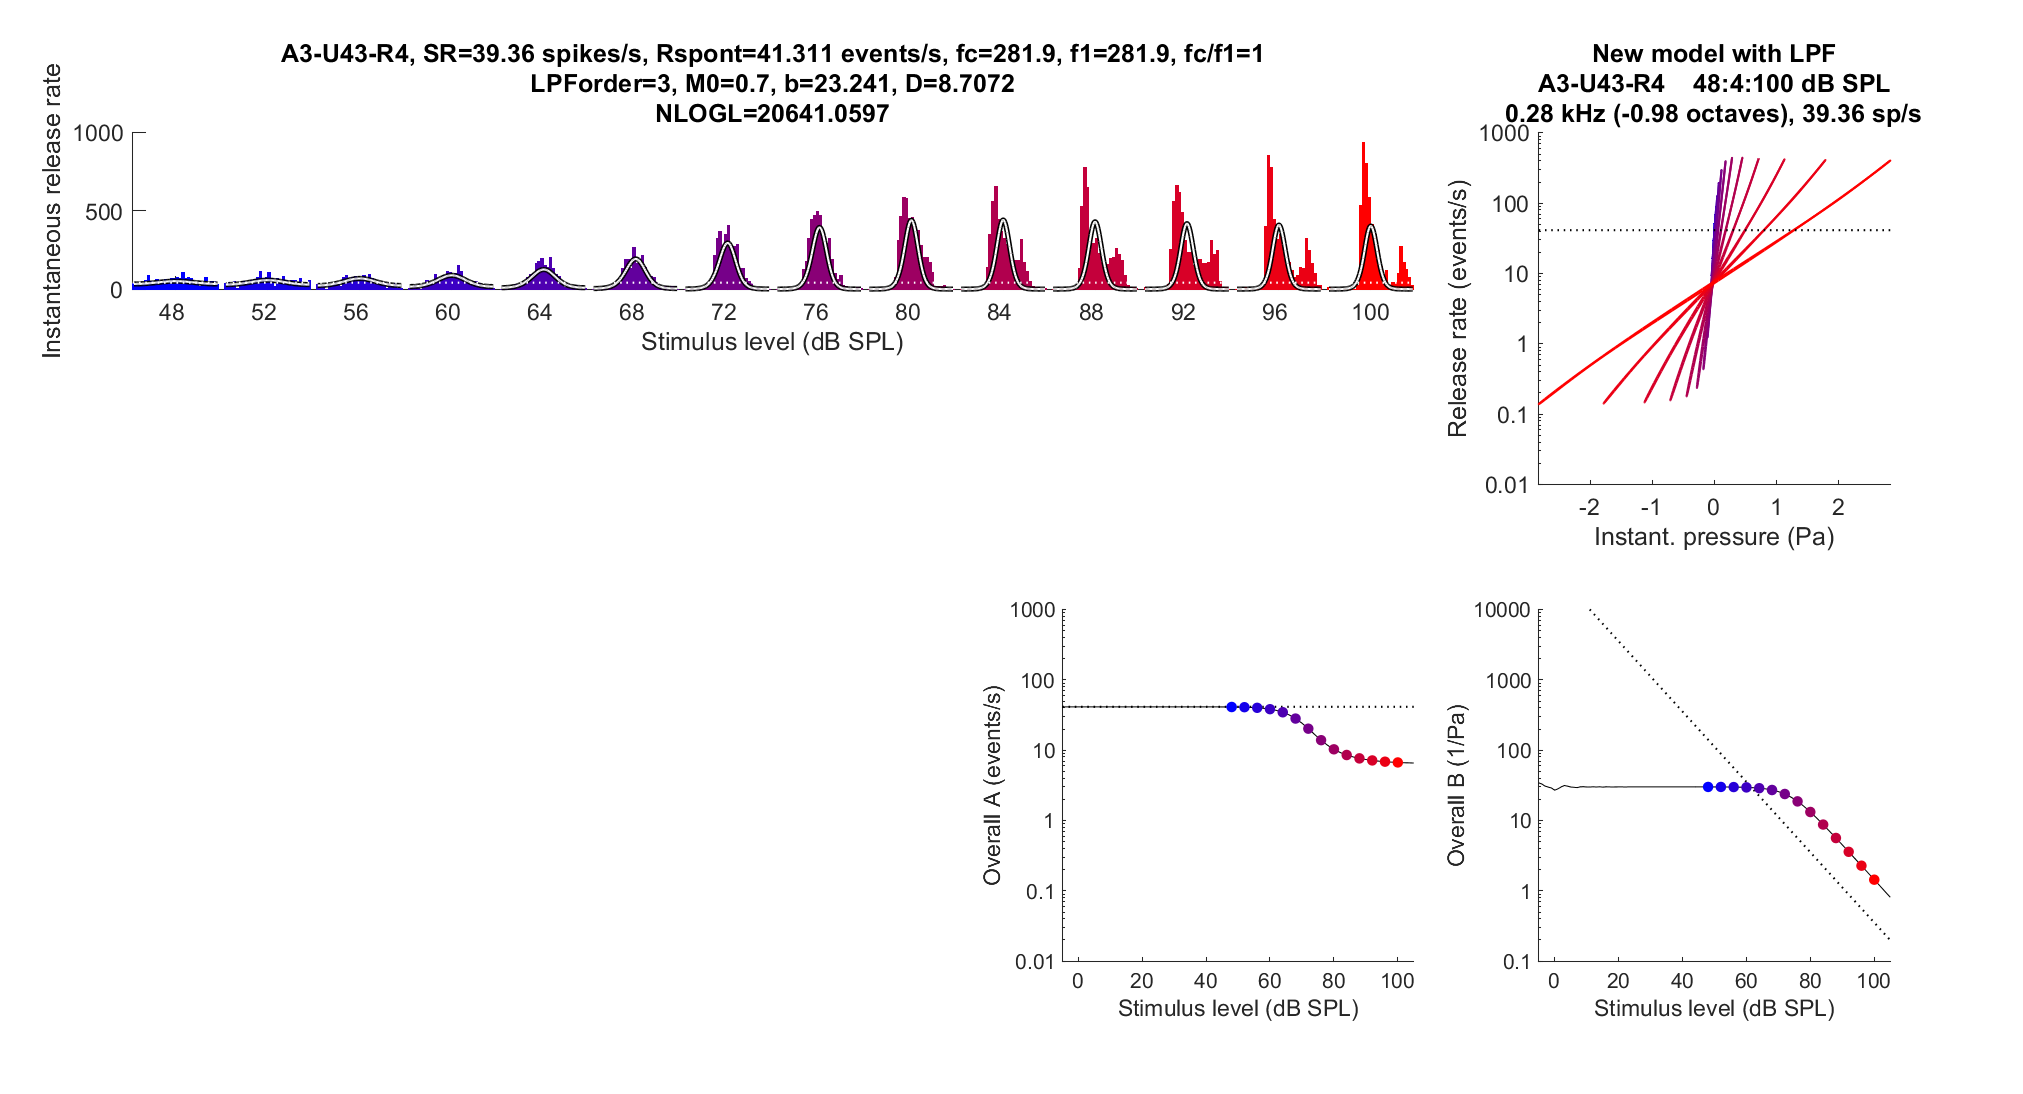 A3-U43-R4, SR=39.36 spikes/s, Rspont=41.311 events/s, fc=281.9, f1=281.9, fc/f1=1
LPForder=3, M0=0.7, b=23.241, D=8.7072
NLOGL=20641.0597
Instantaneous release rate
1000
500
0
48 52 56 60 64 68 72 76 80 84 88 92 96 100
Stimulus level (dB SPL)
New model with LPF
A3-U43-R4 48:4:100 dB SPL
0.28 kHz (-0.98 octaves), 39.36 sp/s
Release rate (events/s)
1000
100
10
1
0.1
0.01
-2 -1 0 1 2
Instant. pressure (Pa)
Overall A (events/s)
1000
100
10
1
0.1
0.01
0 20 40 60 80 100
Stimulus level (dB SPL)
Overall B (1/Pa)
10000
1000
100
10
1
0.1
0 20 40 60 80 100
Stimulus level (dB SPL)